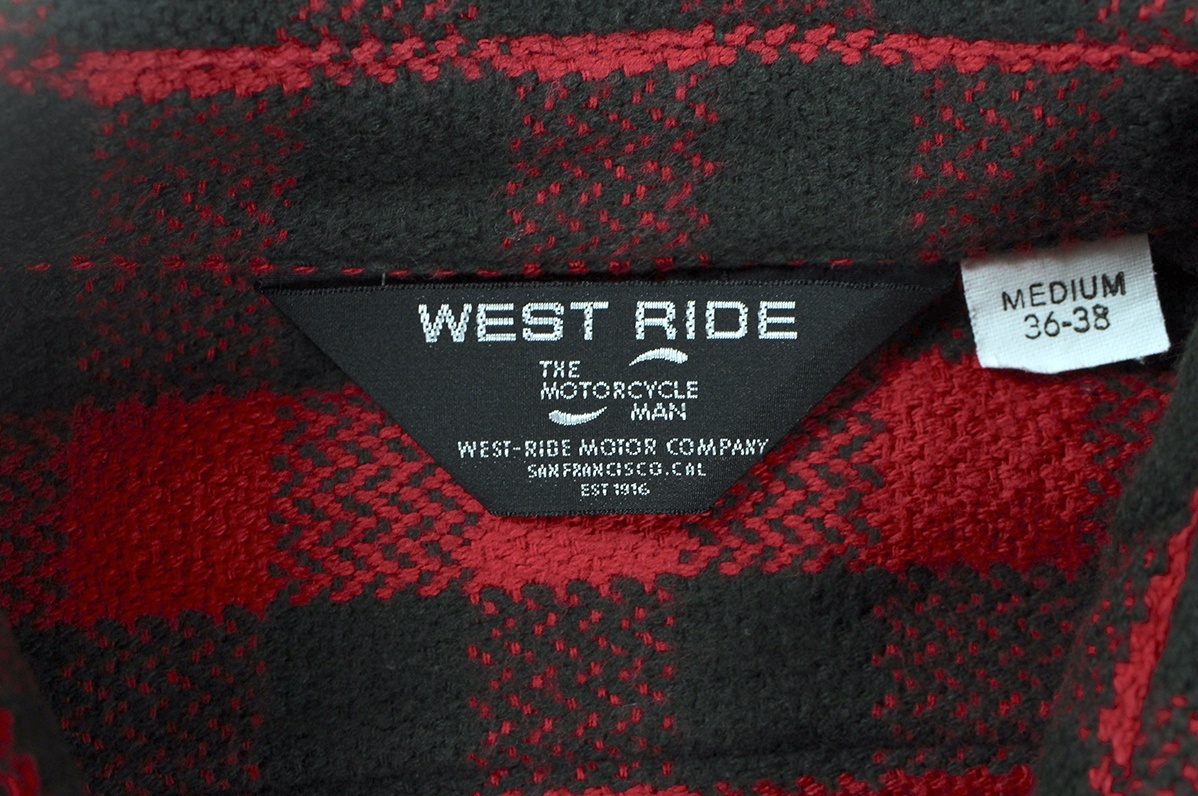 WEST RIDE
THE
MOTORCYCLE
MAN
WEST-RIDE MOTOR COMPANY
SAN FRANCISCO.CAL
EST 1916
MEDIUM
36-38